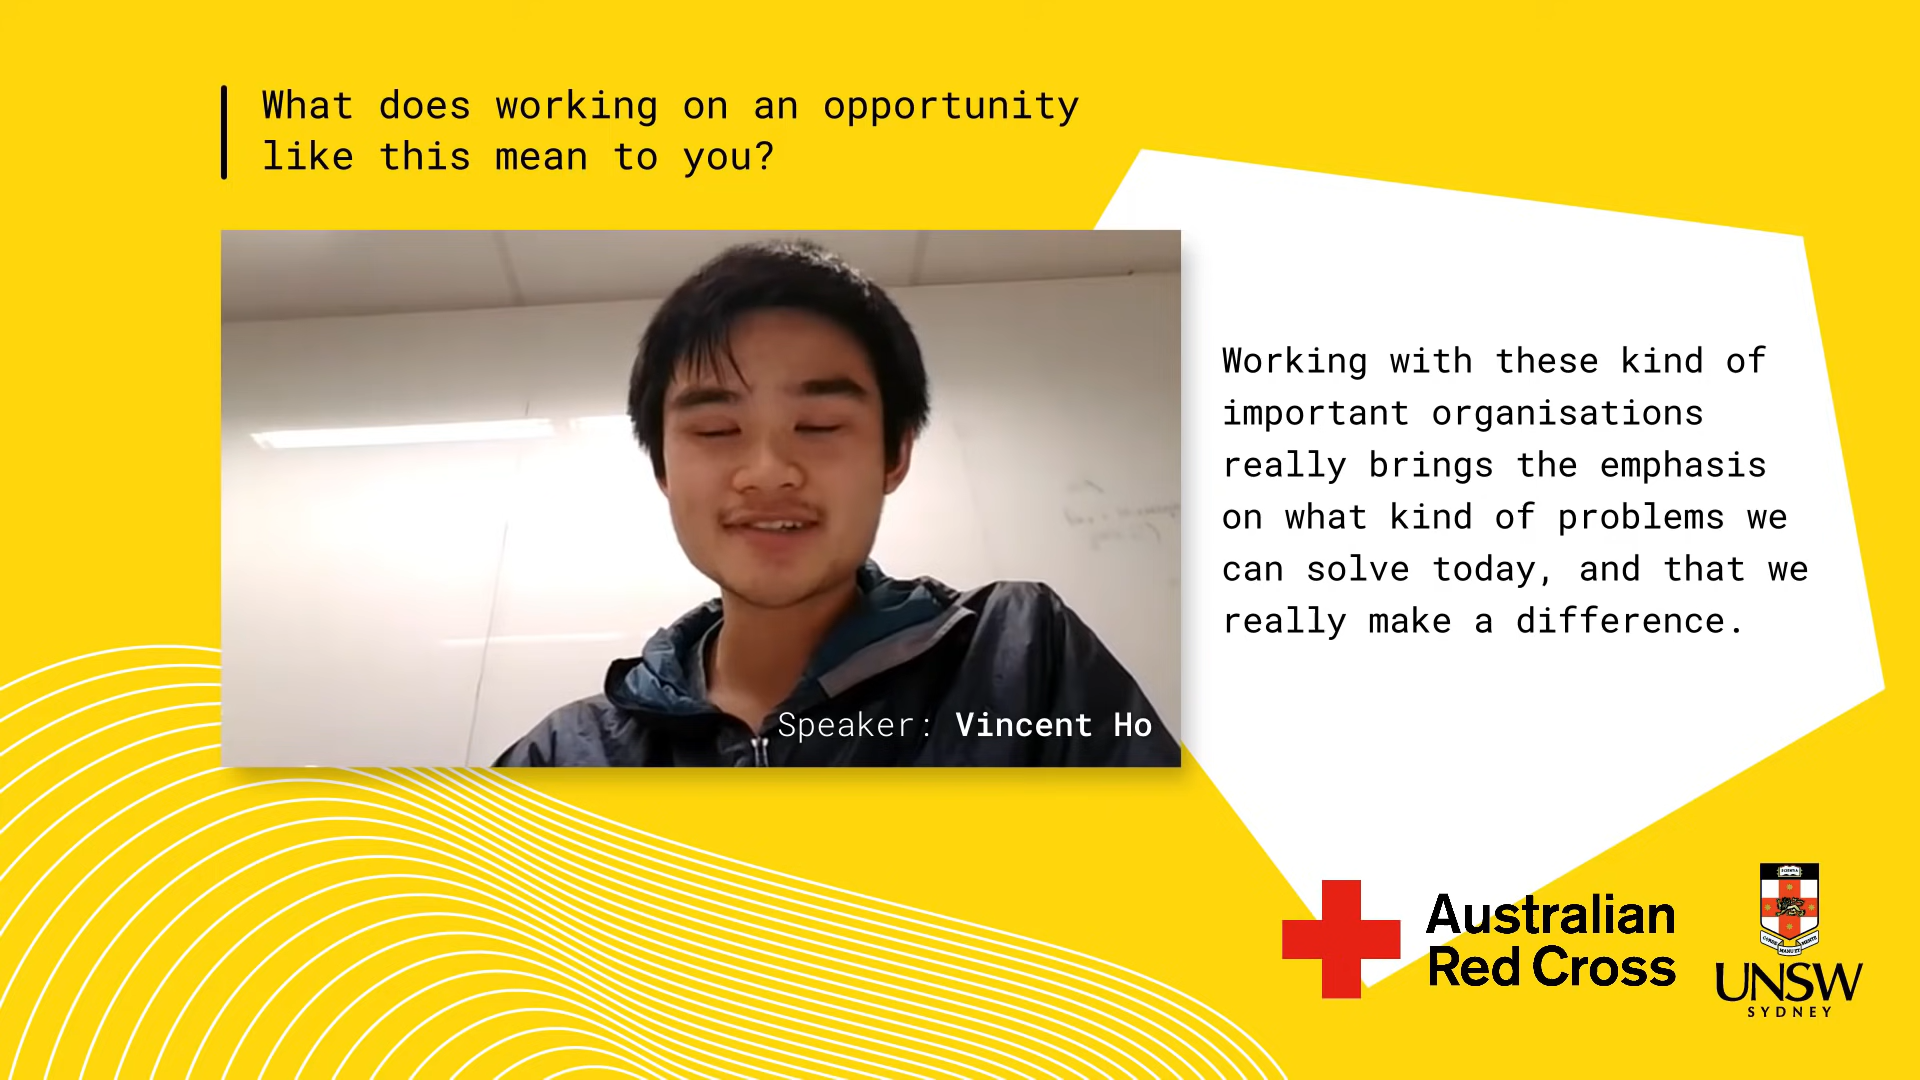 What does working on an opportunity
like this mean to you?
Working with these kind of
important organisations
really brings the emphasis
on what kind of problems we
can solve today, and that we
really make a difference.
Speaker: Vincent Ho
Australian
Red Cross
UNSW
SYDNEY